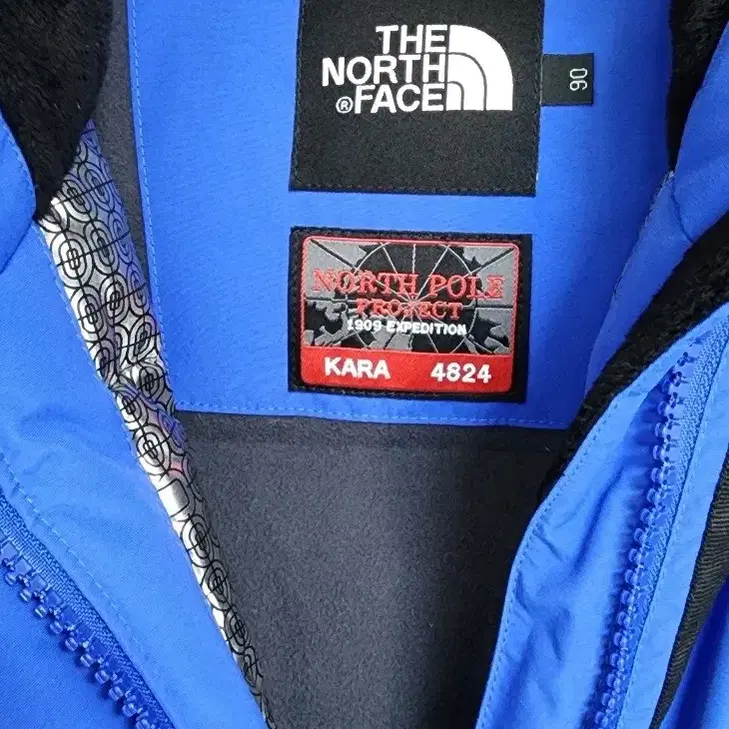 THE
NORTH
®FACE
90
NORTH POLE
PROJECT
1909 EXPEDITION
KARA 4824